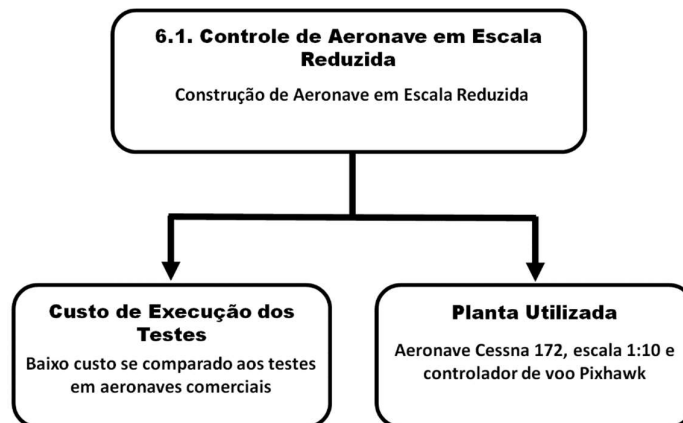 6.1. Controle de Aeronave em Escala
Reduzida
Construção de Aeronave em Escala Reduzida
Custo de Execução dos
Testes
Baixo custo se comparado aos testes
em aeronaves comerciais
Planta Utilizada
Aeronave Cessna 172, escala 1:10 e
controlador de voo Pixhawk